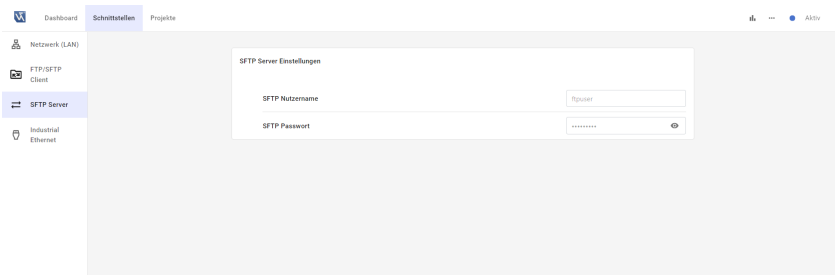 Dashboard
Schnittstellen
Projekte
Aktiv
Netzwerk (LAN)
FTP/SFTP
Client
SFTP Server
Industrial
Ethernet
SFTP Server Einstellungen
SFTP Nutzername
ftpuser
SFTP Passwort